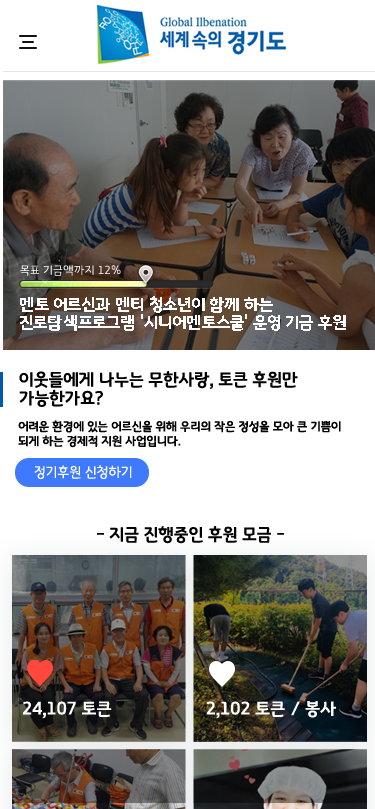 Global Ilbenation
세계 속의 경기도
목표 기금액까지 12%
멘토 어르신과 멘티 청소년이 함께 하는
진로탐색프로그램 '시니어멘토스쿨' 운영 기금 후원
이웃들에게 나누는 무한사랑, 토큰 후원만
가능한가요?
어려운 환경에 있는 어르신을 위해 우리의 작은 정성을 모아 큰 기쁨이
되게 하는 경제적 지원 사업입니다.
정기후원 신청하기
- 지금 진행중인 후원 모금 -
24,107 토큰
2,102 토큰 / 봉사